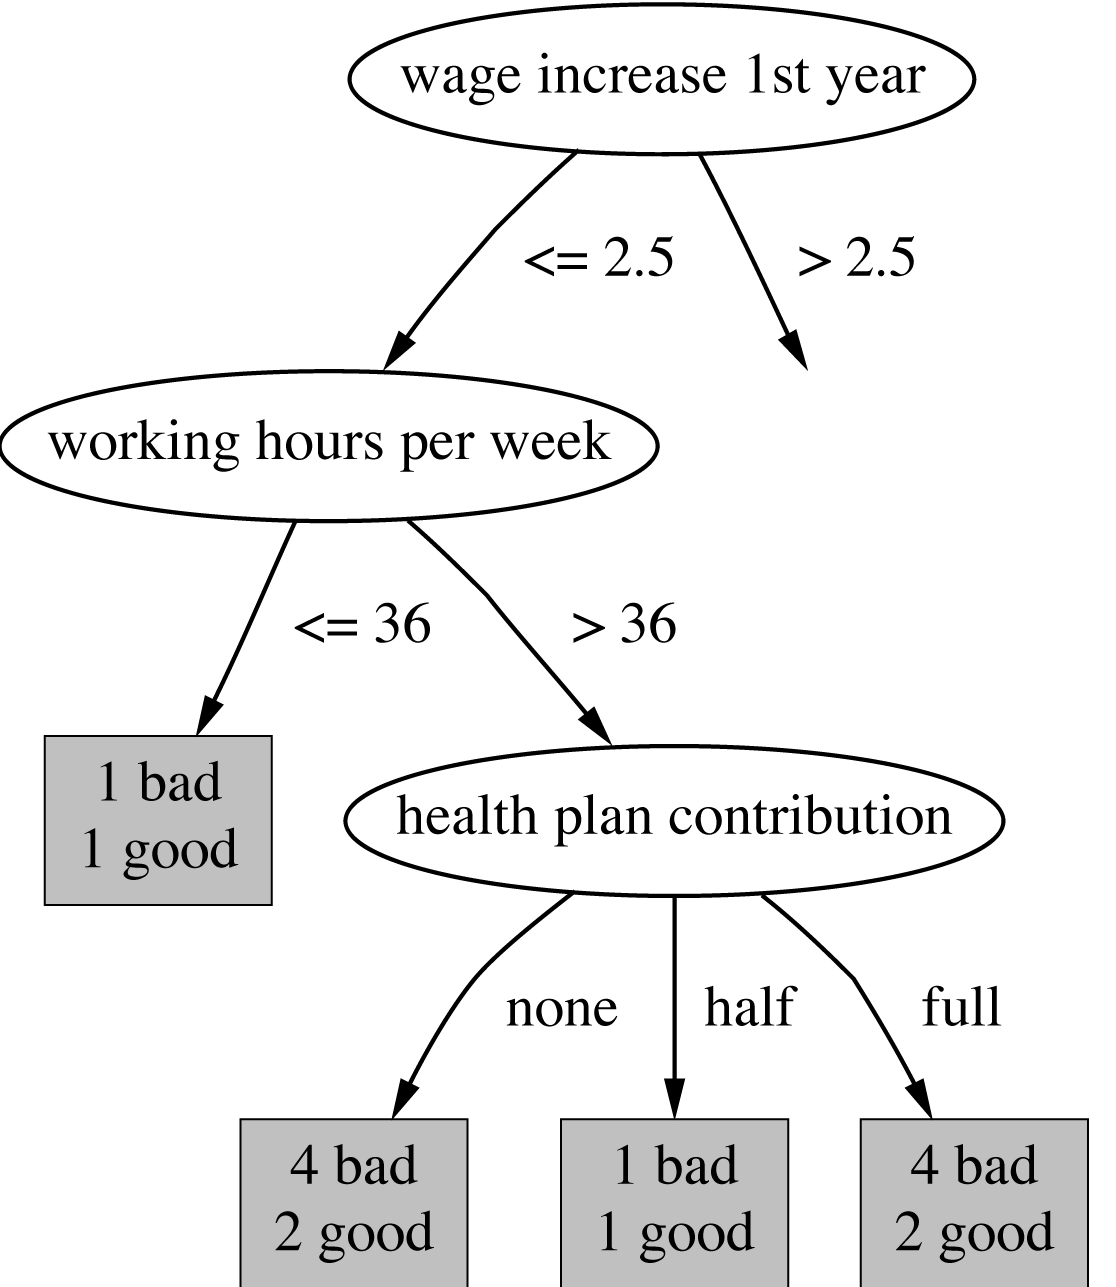 wage increase 1st year
<= 2.5
> 2.5
working hours per week
<= 36
> 36
1 bad
1 good
health plan contribution
none
half
full
4 bad
2 good
1 bad
1 good
4 bad
2 good